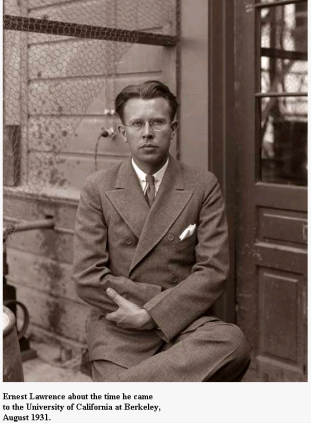 Ernest Lawrence about the time he came
to the University of California at Berkeley,
August 1931.